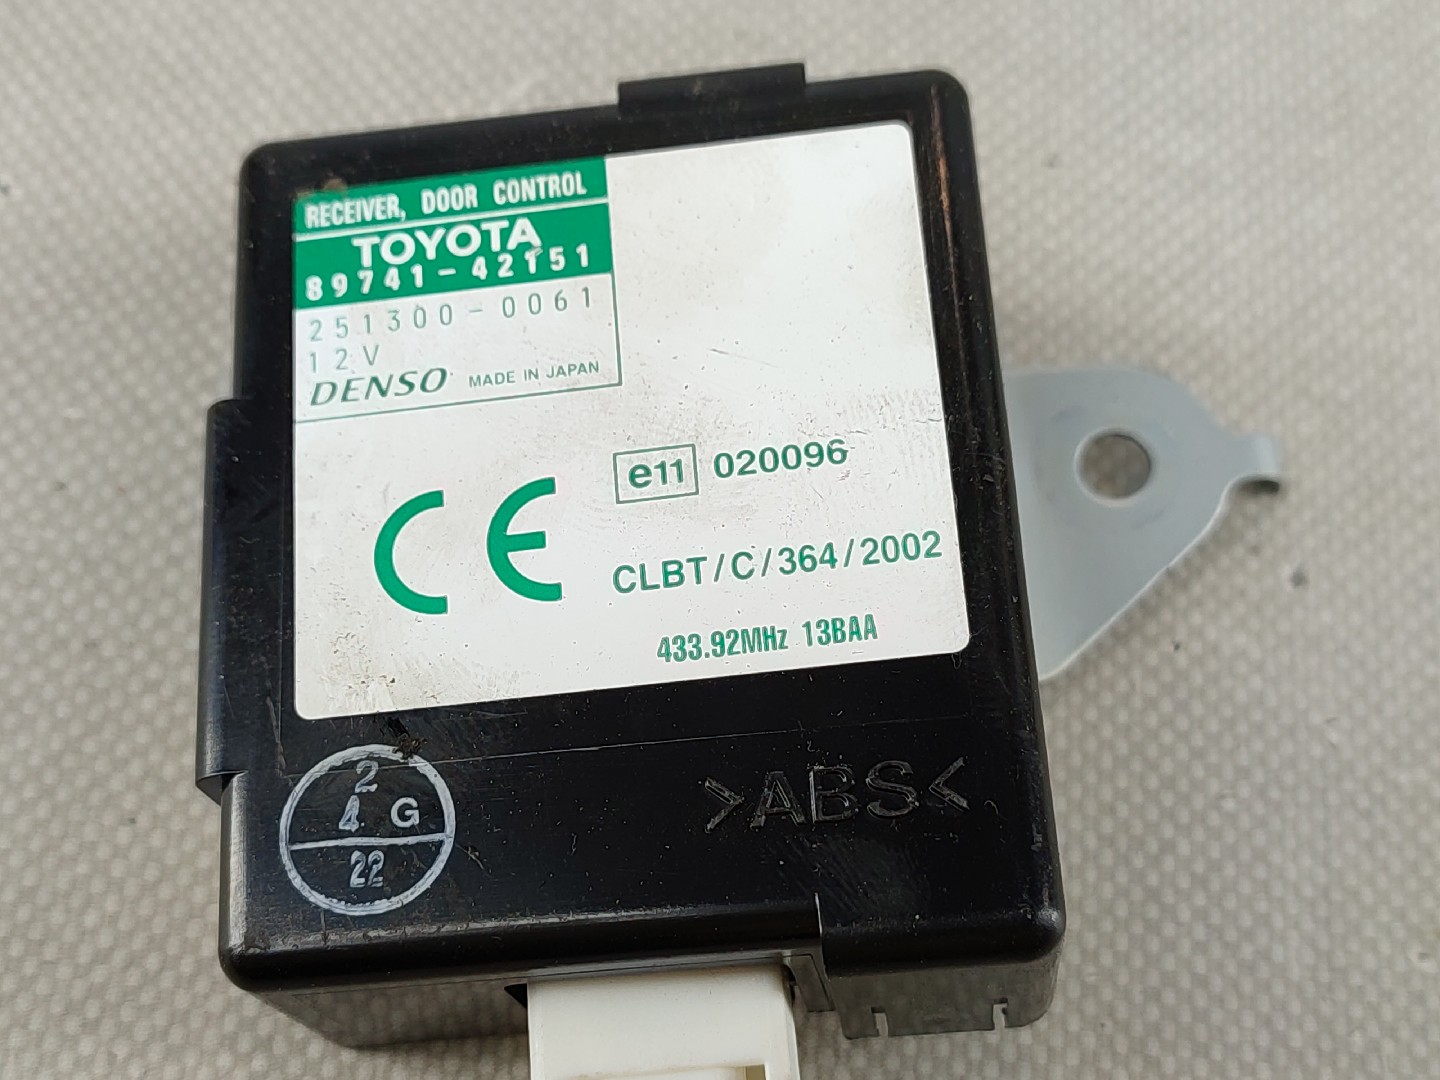 RECEIVER, DOOR CONTROL
TOYOTA
89741-42151
251300-0061
12V
DENSO MADE IN JAPAN
CE
e11 020096
CLBT/C/364/2002
433.92MHz 13BAA
2
4 G
22
>ABS<